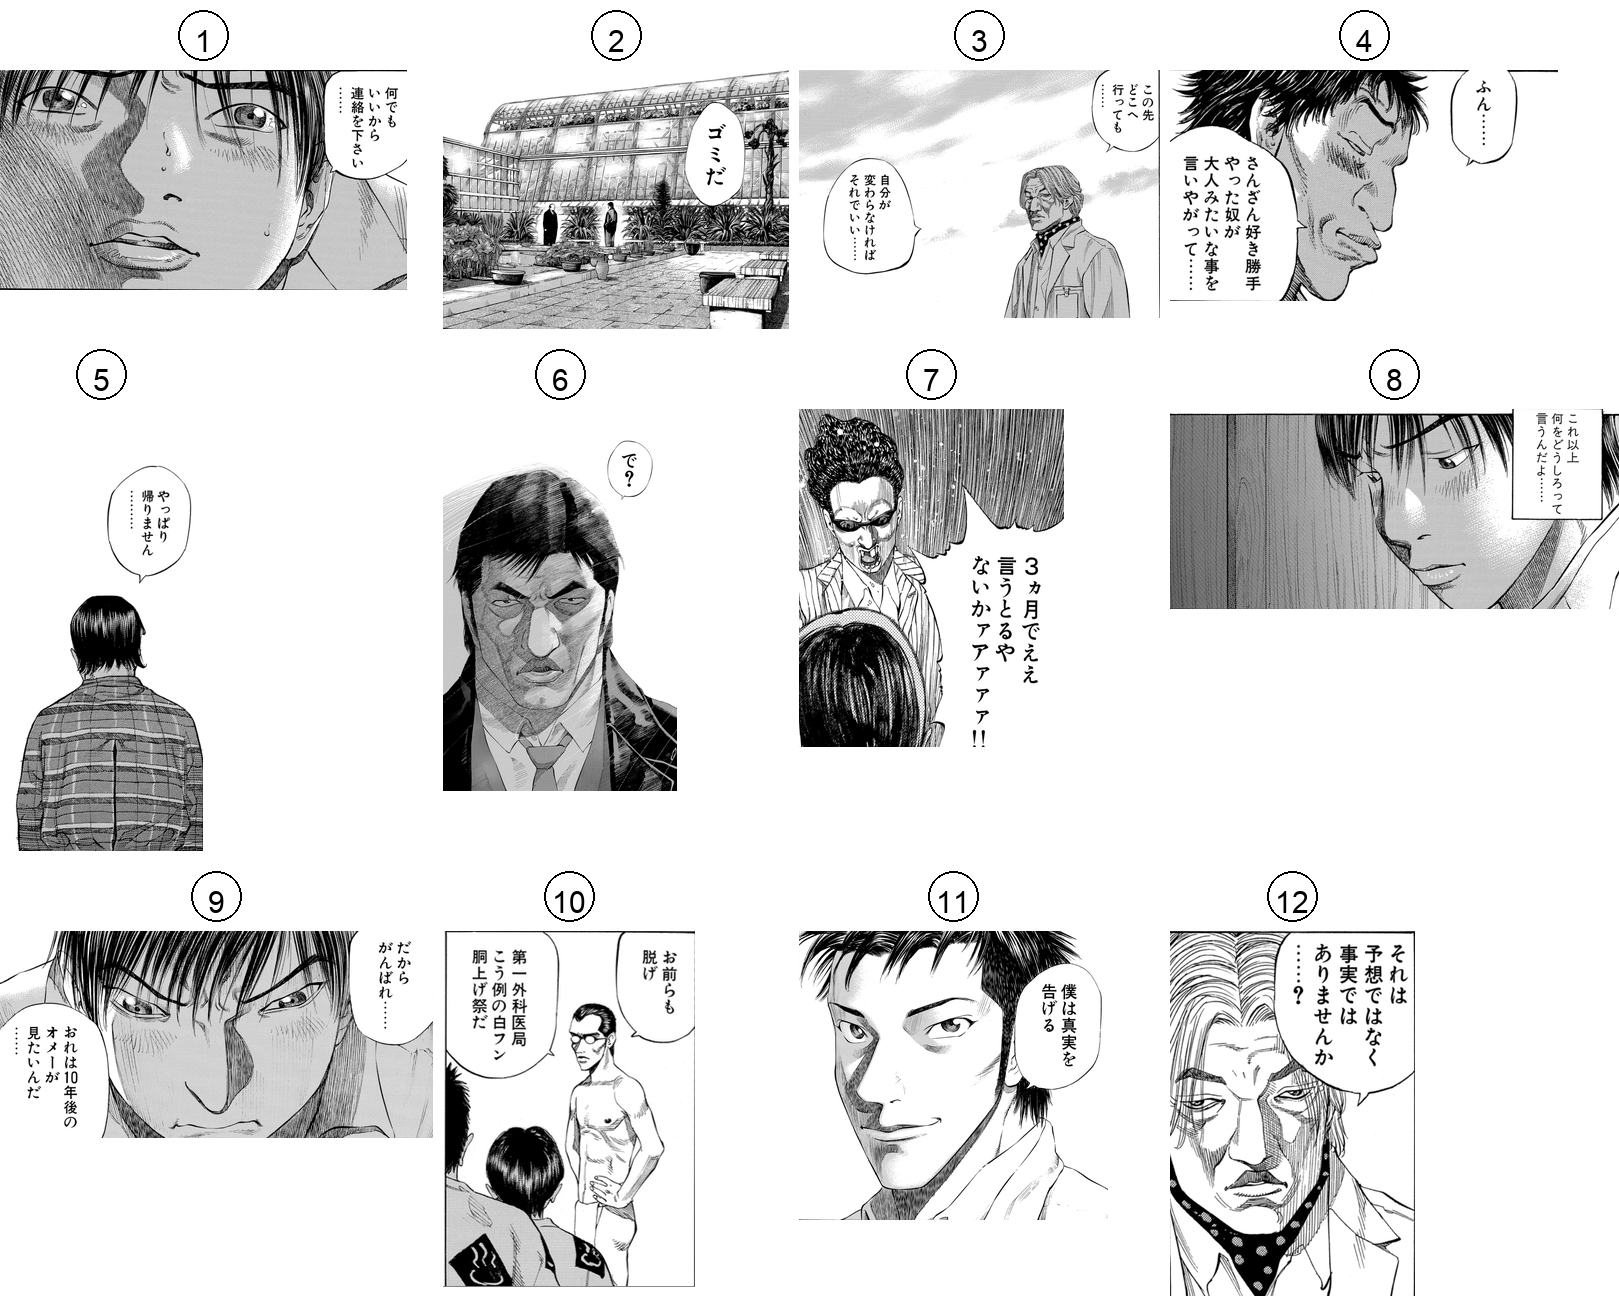 1
何でも
いいから
連絡を下さい
……
2
ゴミだ
3
この先
どこへ
行っても
……
自分が
変わらなければ
それでいい……
4
ふん……
さんざん好き勝手
やった奴が
大人みたいな事を
言いやがって……
5
やっぱり
帰りません
………
6
で?
7
3ヵ月でええ
言うとるや
ないかァアァァァ!!
8
これ以上
何をどうしろって
言うんだよ……
9
だから
がんばれ……
おれは10年後の
オメーが
見たいんだ
……
10
お前らも
脱げ
第一外科医局
こう例の白フン
胴上げ祭だ
11
僕は真実を
告げる
12
それは
予想ではなく
事実では
ありませんか
……?